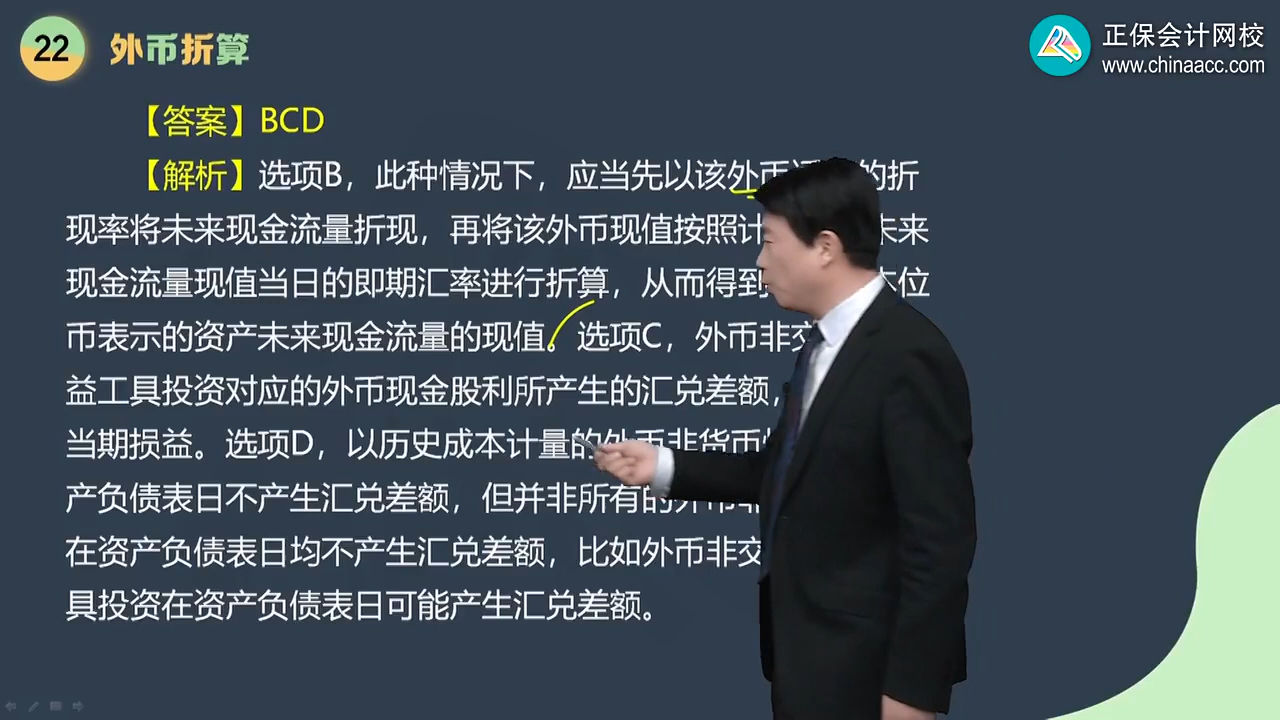 22 外币折算
正保会计网校
www.chinaacc.com
【答案】BCD
【解析】选项B，此种情况下，应当先以该外币 的折
现率将未来现金流量折现，再将该外币现值按照计 未来
现金流量现值当日的即期汇率进行折算，从而得到 本位
币表示的资产未来现金流量的现值。选项C，外币非交
益工具投资对应的外币现金股利所产生的汇兑差额，
当期损益。选项D，以历史成本计量的外币非货币
产负债表日不产生汇兑差额，但并非所有的外币非
在资产负债表日均不产生汇兑差额，比如外币非交
具投资在资产负债表日可能产生汇兑差额。